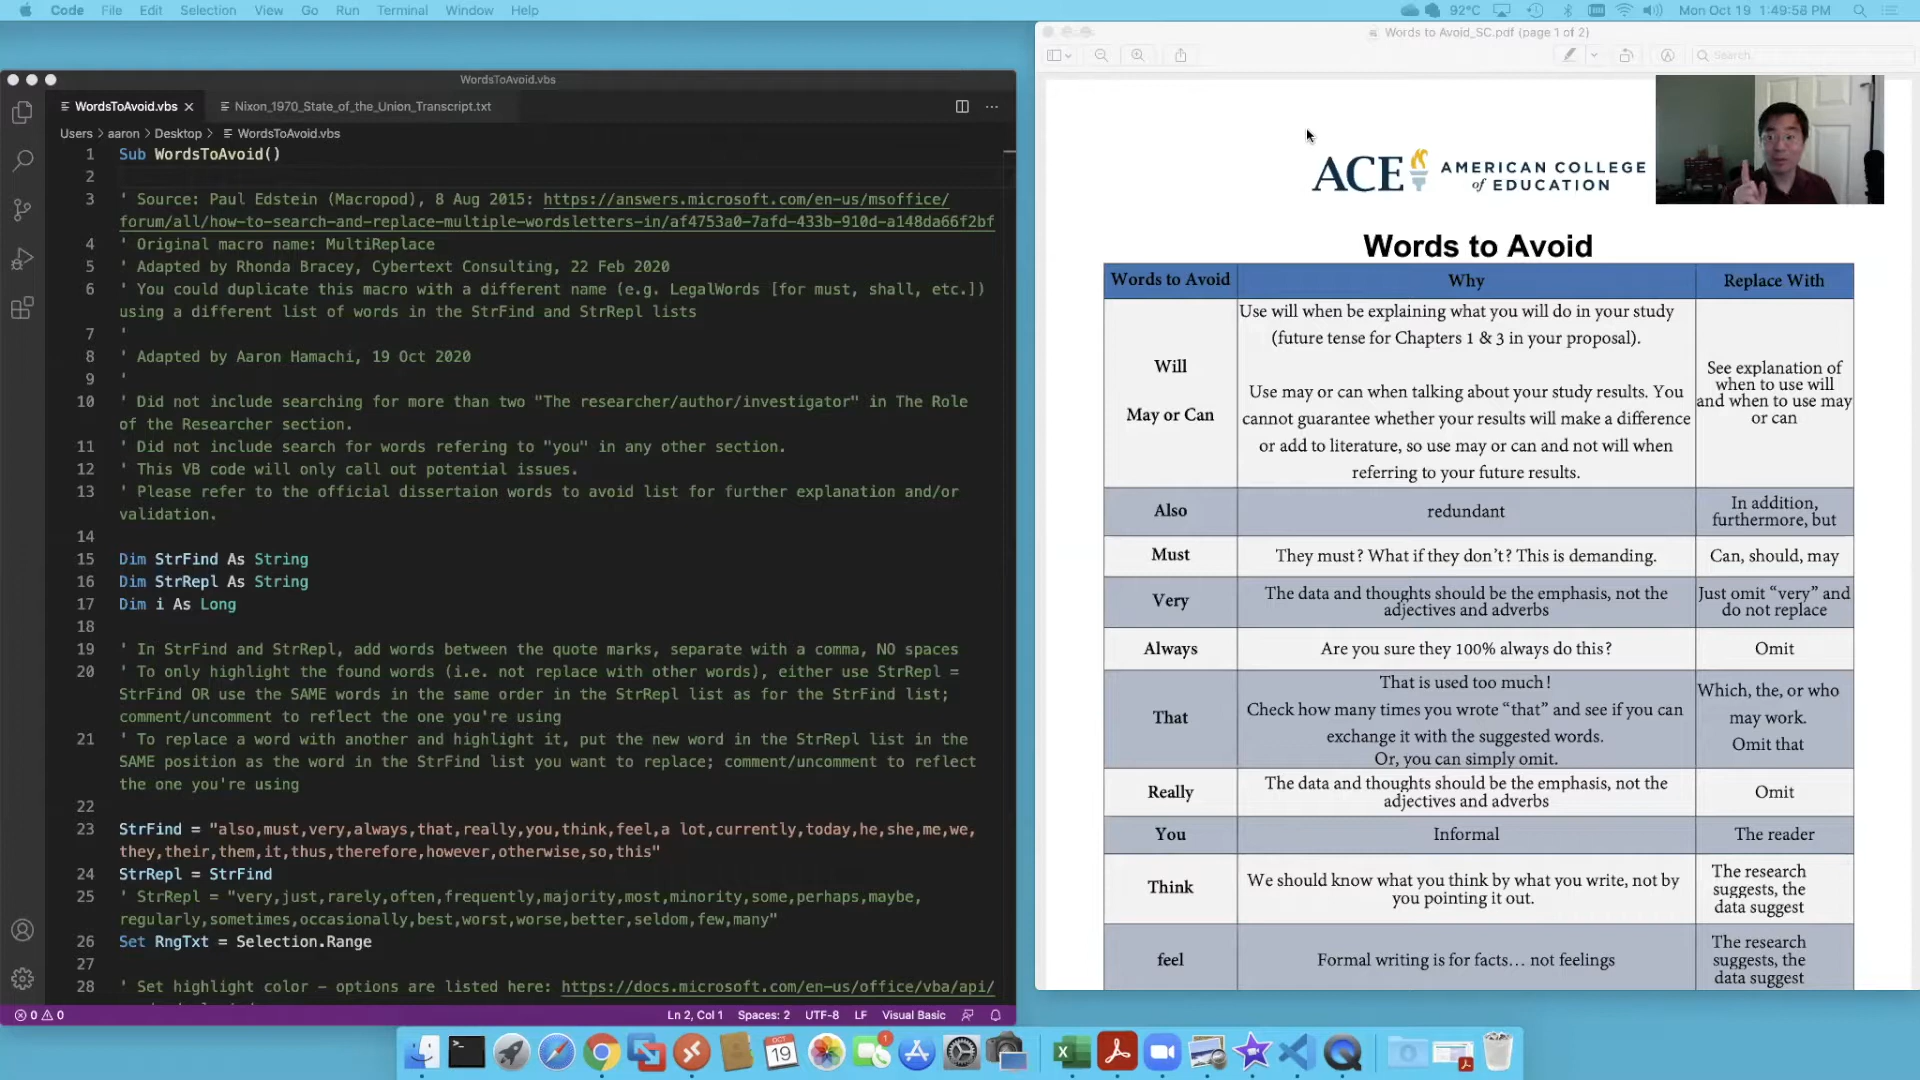 Code File Edit Selection View Go Run Terminal Window Help
92°C Mon Oct 19 1:49:58 PM
WordsToAvoid.vbs
WordsToAvoid.vbs Nixon_1970_State_of_the_Union_Transcript.txt
Users > aaron > Desktop > WordsToAvoid.vbs
1 Sub WordsToAvoid()
2
3 ' Source: Paul Edstein (Macropod), 8 Aug 2015: https://answers.microsoft.com/en-us/msoffice/
forum/all/how-to-search-and-replace-multiple-wordsletters-in/af4753a0-7afd-433b-910d-a148da66f2bf
4 ' Original macro name: MultiReplace
5 ' Adapted by Rhonda Bracey, Cybertext Consulting, 22 Feb 2020
6 ' You could duplicate this macro with a different name (e.g. LegalWords [for must, shall, etc.])
using a different list of words in the StrFind and StrRepl lists
7 '
8 ' Adapted by Aaron Hamachi, 19 Oct 2020
9 '
10 ' Did not include searching for more than two "The researcher/author/investigator" in The Role
of the Researcher section.
11 ' Did not include search for words refering to "you" in any other section.
12 ' This VB code will only call out potential issues.
13 ' Please refer to the official dissertaion words to avoid list for further explanation and/or
validation.
14
15 Dim StrFind As String
16 Dim StrRepl As String
17 Dim i As Long
18
19 ' In StrFind and StrRepl, add words between the quote marks, separate with a comma, NO spaces
20 ' To only highlight the found words (i.e. not replace with other words), either use StrRepl =
StrFind OR use the SAME words in the same order in the StrRepl list as for the StrFind list;
comment/uncomment to reflect the one you're using
21 ' To replace a word with another and highlight it, put the new word in the StrRepl list in the
SAME position as the word in the StrFind list you want to replace; comment/uncomment to reflect
the one you're using
22
23 StrFind = "also,must,very,always,that,really,you,think,feel,a lot,currently,today,he,she,me,we,
they,their,them,it,thus,therefore,however,otherwise,so,this"
24 StrRepl = StrFind
25 ' StrRepl = "very,just,rarely,often,frequently,majority,most,minority,some,perhaps,maybe,
regularly,sometimes,occasionally,best,worst,worse,better,seldom,few,many"
26 Set RngTxt = Selection.Range
27
28 ' Set highlight color – options are listed here: https://docs.microsoft.com/en-us/office/vba/api/
0 0 Ln 2, Col 1 Spaces: 2 UTF-8 LF Visual Basic
Words to Avoid_SC.pdf (page 1 of 2)
Search
ACE AMERICAN COLLEGE
of EDUCATION
Words to Avoid
Words to Avoid Why Replace With
Will
May or Can
Use will when be explaining what you will do in your study
(future tense for Chapters 1 & 3 in your proposal).
Use may or can when talking about your study results. You
cannot guarantee whether your results will make a difference
or add to literature, so use may or can and not will when
referring to your future results.
See explanation of
when to use will
and when to use may
or can
Also
redundant
In addition,
furthermore, but
Must They must? What if they don't? This is demanding. Can, should, may
Very
The data and thoughts should be the emphasis, not the
adjectives and adverbs
Just omit "very" and
do not replace
Always Are you sure they 100% always do this? Omit
That
That is used too much!
Check how many times you wrote "that" and see if you can
exchange it with the suggested words.
Or, you can simply omit.
Which, the, or who
may work.
Omit that
Really
The data and thoughts should be the emphasis, not the
adjectives and adverbs
Omit
You Informal The reader
Think
We should know what you think by what you write, not by
you pointing it out.
The research
suggests, the
data suggest
feel
Formal writing is for facts… not feelings
The research
suggests, the
data suggest
OCT
19
1